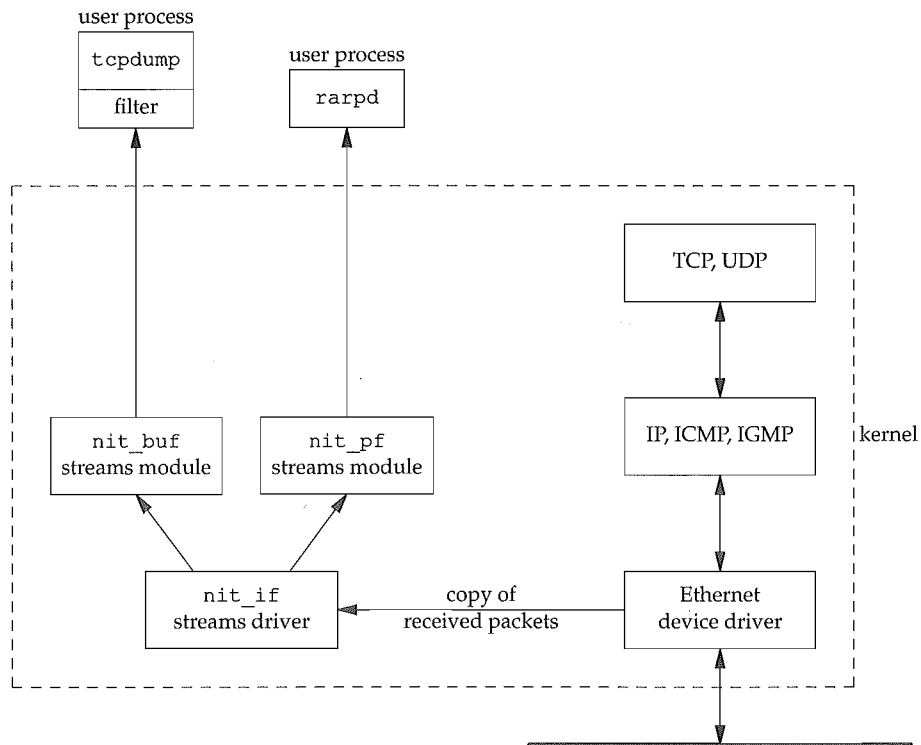 user process
tcpdump
filter
user process
rarpd
TCP, UDP
nit_buf
streams module
nit_pf
streams module
IP, ICMP, IGMP
kernel
nit_if
streams driver
copy of
received packets
Ethernet
device driver